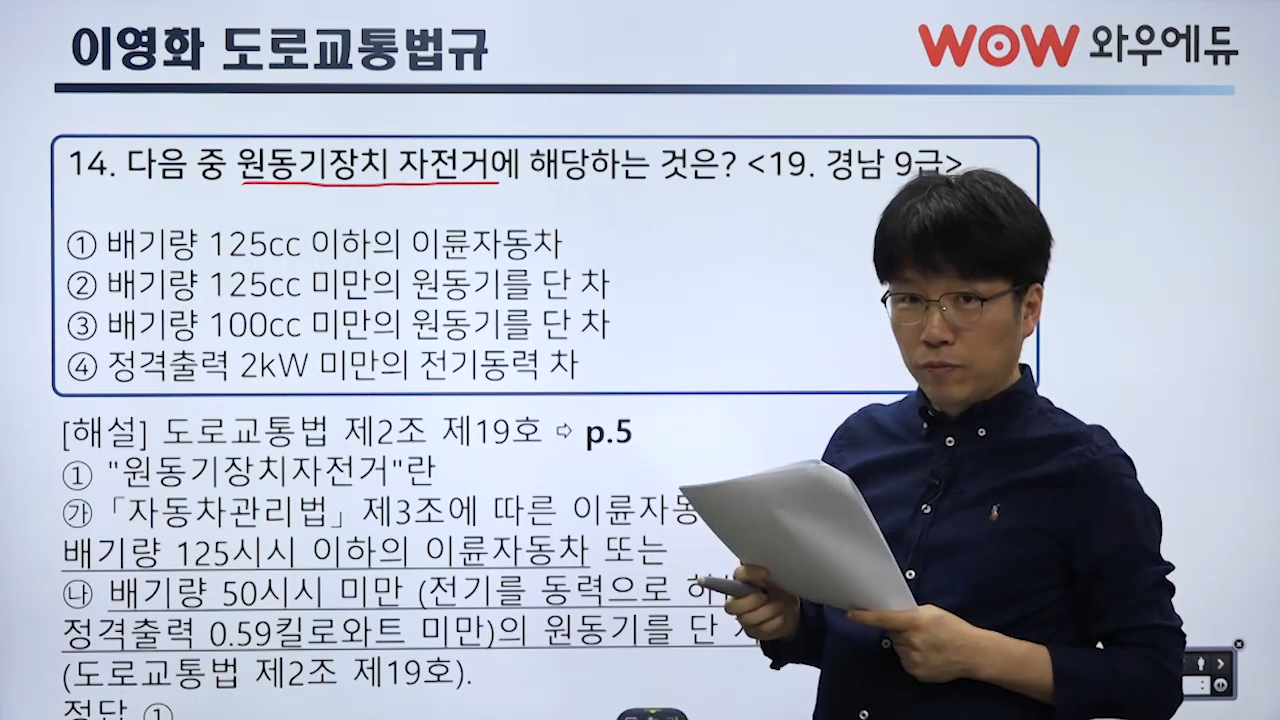 이영화 도로교통법규
WOW 와우에듀
14. 다음 중 원동기장치 자전거에 해당하는 것은? <19. 경남 9급>
① 배기량 125cc 이하의 이륜자동차
② 배기량 125cc 미만의 원동기를 단 차
③ 배기량 100cc 미만의 원동기를 단 차
④ 정격출력 2kW 미만의 전기동력 차
[해설] 도로교통법 제2조 제19호 ⇨ p.5
① "원동기장치자전거"란
㉮「자동차관리법」제3조에 따른 이륜자동
배기량 125시시 이하의 이륜자동차 또는
㉯ 배기량 50시시 미만 (전기를 동력으로
정격출력 0.59킬로와트 미만)의 원동기를 단
(도로교통법 제2조 제19호).
정답 ①